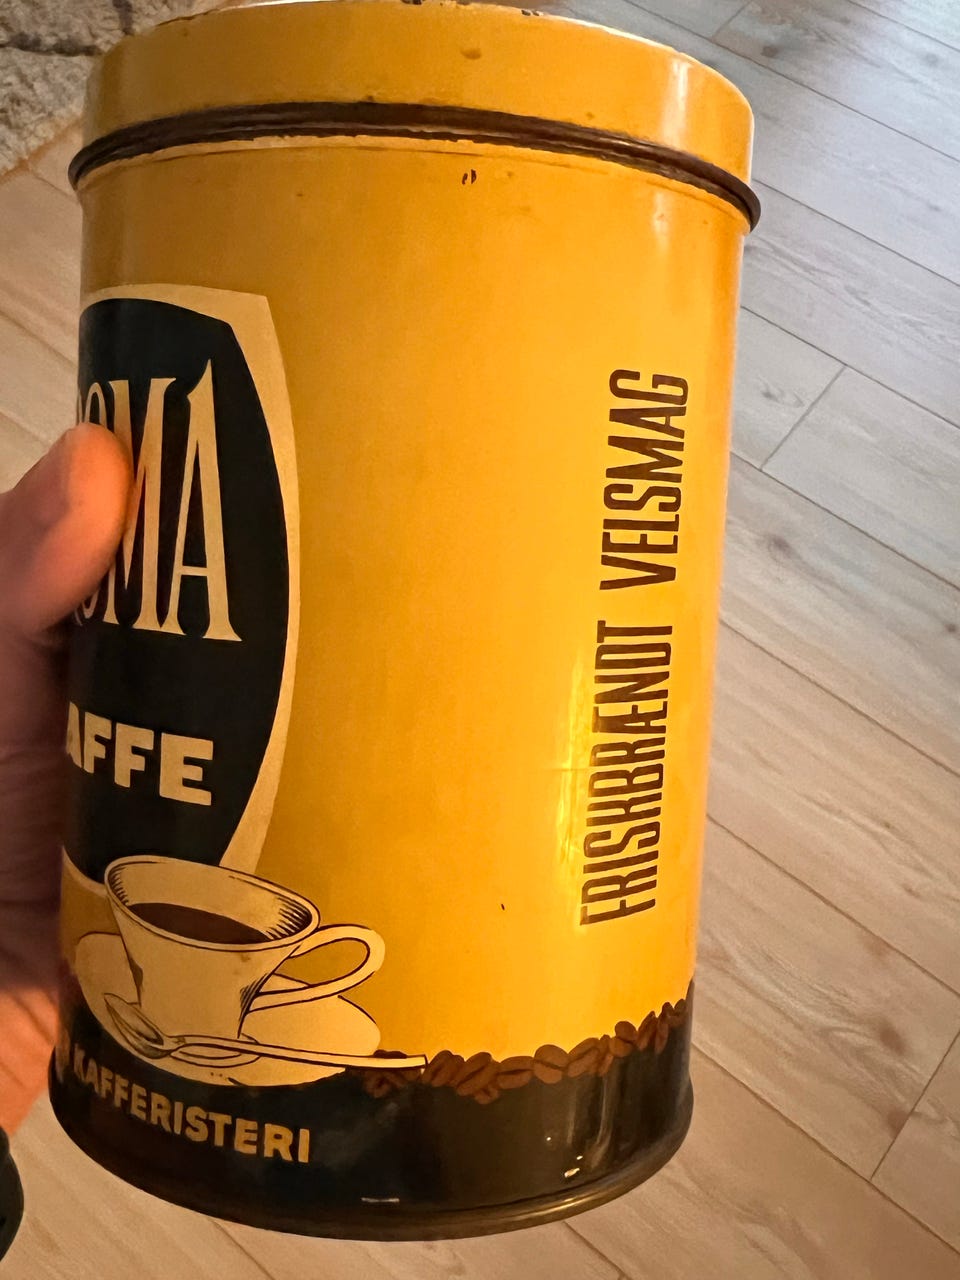 OMA
AFFE
KAFFERISTERI
FRISKBRÆNDT VELSMAG